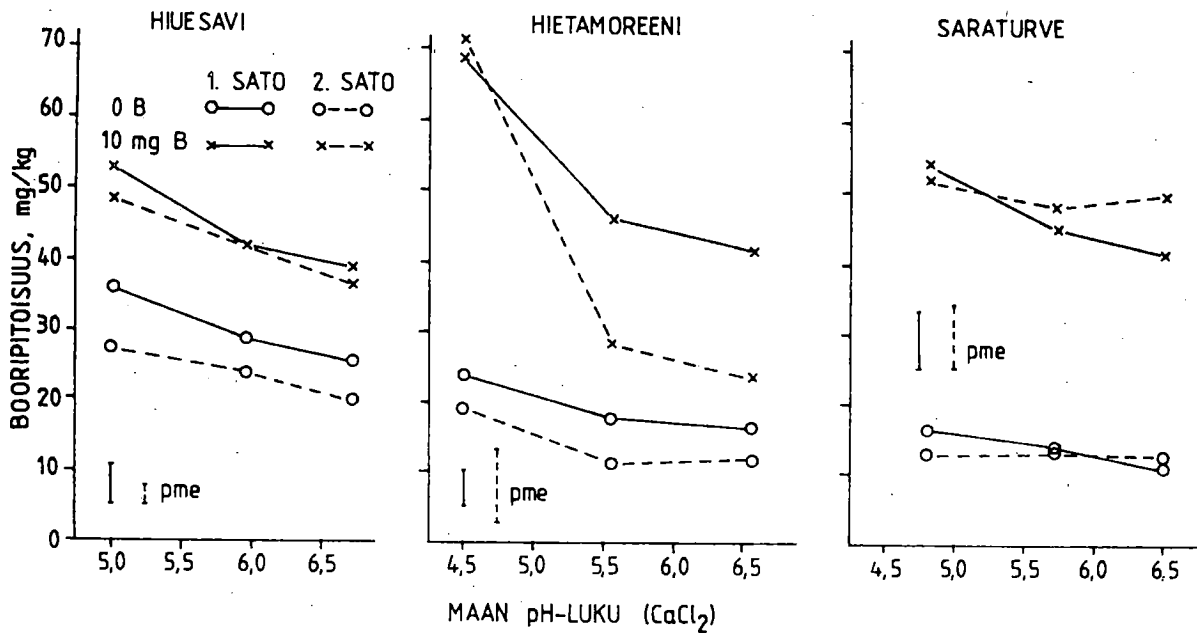 HIUESAVI
HIETAMOREENI
SARATURVE
1. SATO 2. SATO
0 B
10 mg B
BOORIPITOISUUS, mg/kg
70
60
50
40
30
20
10
0
pme
pme
pme
5,0 5,5 6,0 6,5
4,5 5,0 5,5 6,0 6,5
4,5 5,0 5,5 6,0 6,5
MAAN pH-LUKU (CaCl₂)